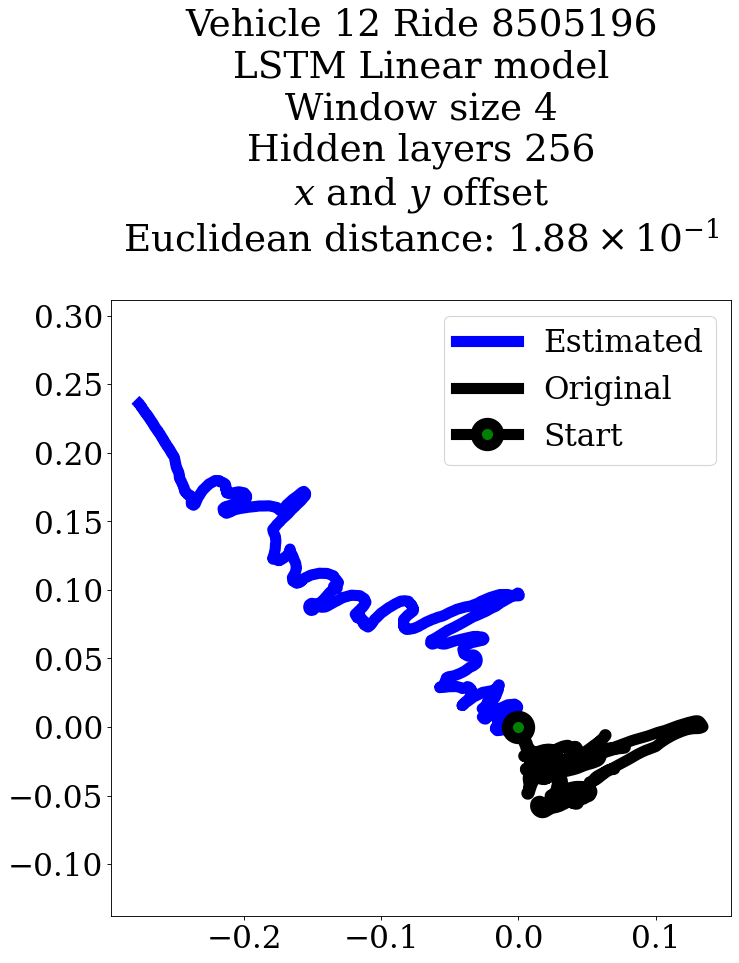 Vehicle 12 Ride 8505196
LSTM Linear model
Window size 4
Hidden layers 256
x and y offset
Euclidean distance: 1.88 × 10⁻¹
Estimated
Original
Start
0.30
0.25
0.20
0.15
0.10
0.05
0.00
−0.05
−0.10
−0.2 −0.1 0.0 0.1